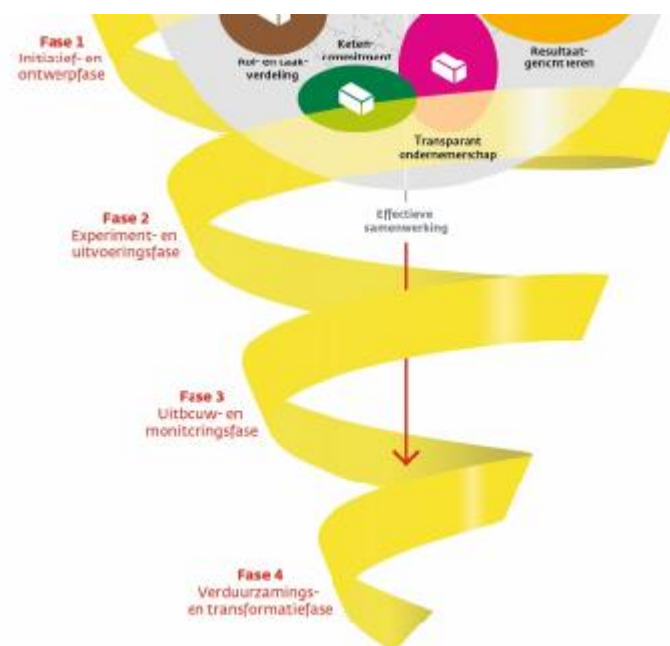 Fase 1
Initiatief- en
ontwerpfase
Rol- en taak-
verdeling
Keten-
commitment
Resultaat-
gericht leren
Transparant
ondernemerschap
Effectieve
samenwerking
Fase 2
Experiment- en
uitvoeringsfase
Fase 3
Uitbouw- en
monitoringsfase
Fase 4
Verduurzamings-
en transformatiefase